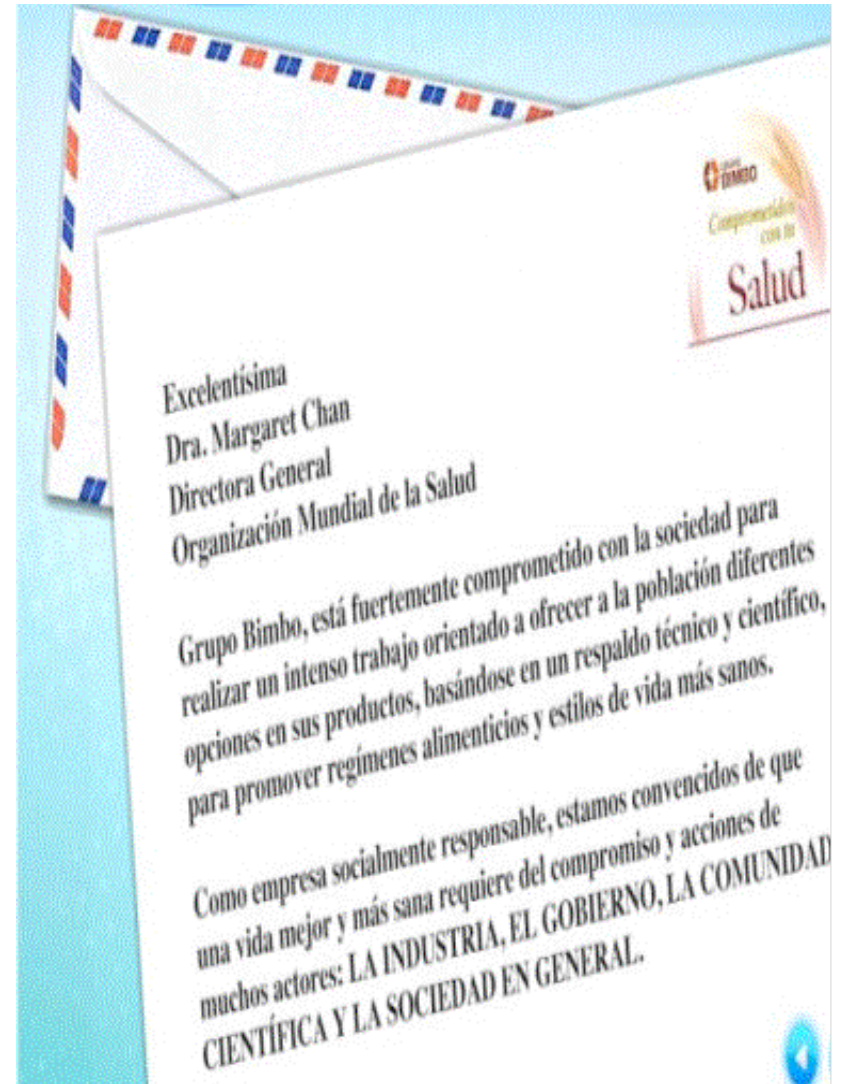 GRUPO
BIMBO
Comprometidos
con tu
Salud
Excelentísima
Dra. Margaret Chan
Directora General
Organización Mundial de la Salud
Grupo Bimbo, está fuertemente comprometido con la sociedad para
realizar un intenso trabajo orientado a ofrecer a la población diferentes
opciones en sus productos, basándose en un respaldo técnico y científico,
para promover regímenes alimenticios y estilos de vida más sanos.
Como empresa socialmente responsable, estamos convencidos de que
una vida mejor y más sana requiere del compromiso y acciones de
muchos actores: LA INDUSTRIA, EL GOBIERNO, LA COMUNIDAD
CIENTÍFICA Y LA SOCIEDAD EN GENERAL.